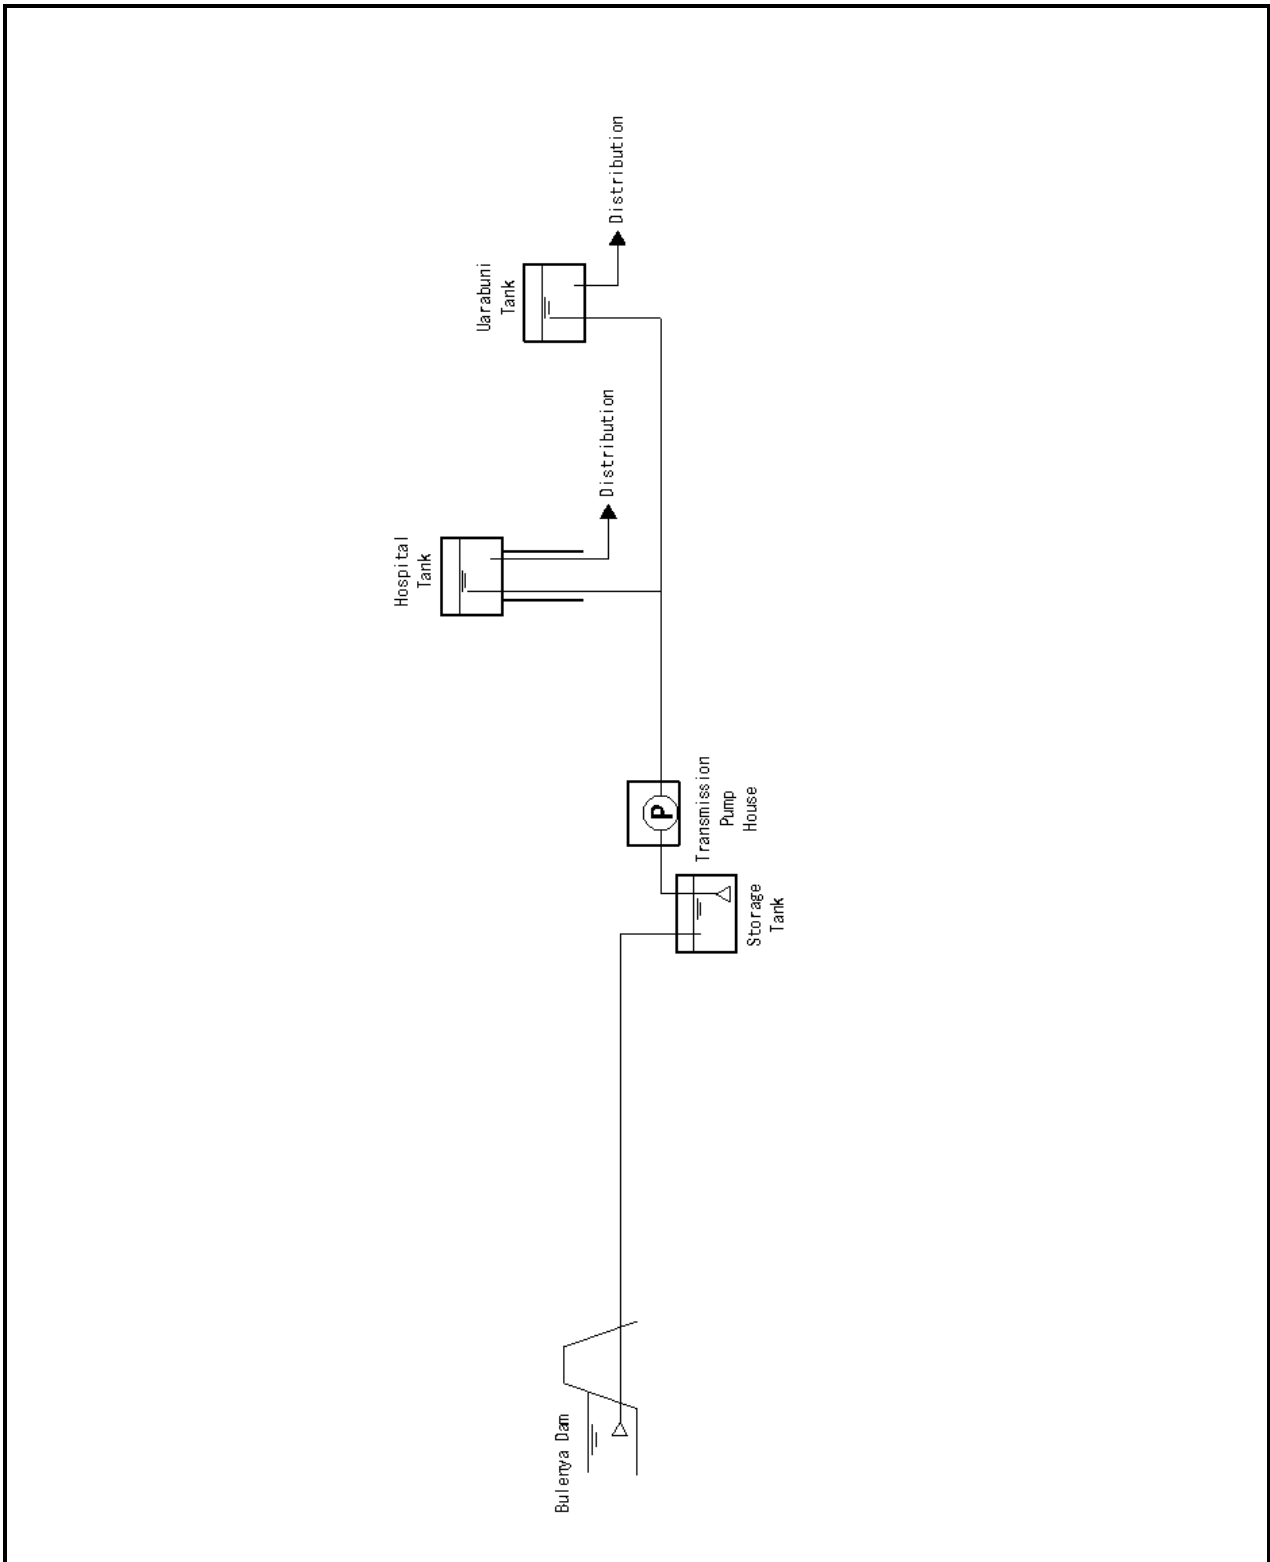 Bulenya Dam
Storage
Tank
Transmission
Pump
House
P
Hospital
Tank
Distribution
Uarabuni
Tank
Distribution